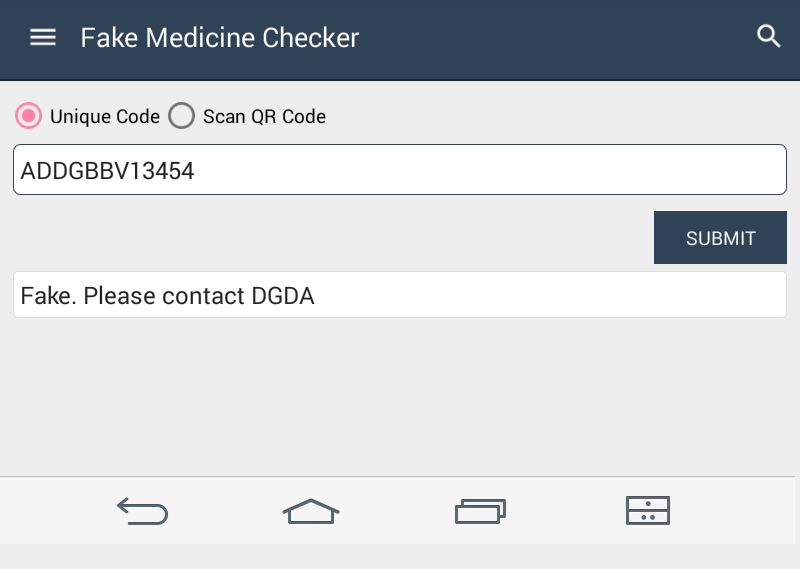 Fake Medicine Checker
Unique Code Scan QR Code
ADDGBBV13454
SUBMIT
Fake. Please contact DGDA